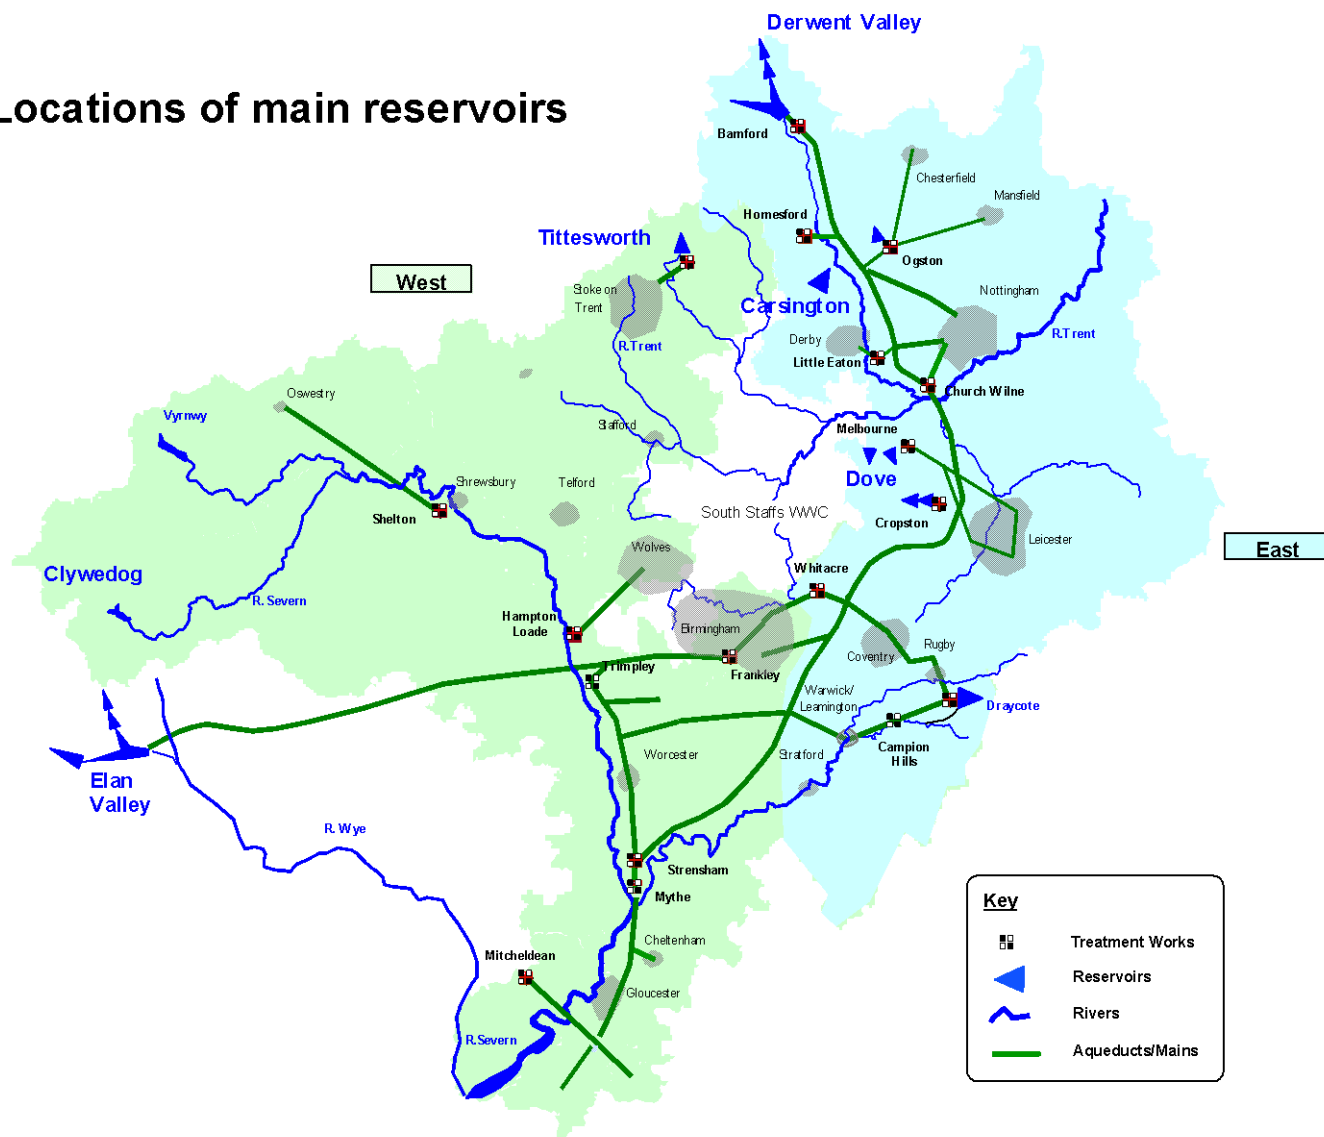 Derwent Valley
Locations of main reservoirs
Bamford
Chesterfield
Mansfield
Homesford
Tittesworth
Ogston
West
Stoke on
Trent
Carsington
Nottingham
R.Trent
R.Trent
Derby
Little Eaton
Church Wilne
Oswestry
Vyrnwy
Stafford
Melbourne
Dove
Shrewsbury
Telford
Shelton
South Staffs WWC
Cropston
Leicester
East
Wolves
Whitacre
Clywedog
R. Severn
Hampton
Loade
Birmingham
Trimpley
Frankley
Coventry
Rugby
Warwick/
Leamington
Draycote
Campion
Hills
Worcester
Stratford
Elan
Valley
R. Wye
Strensham
Mythe
Cheltenham
Mitcheldean
Gloucester
R.Severn
Key
Treatment Works
Reservoirs
Rivers
Aqueducts/Mains